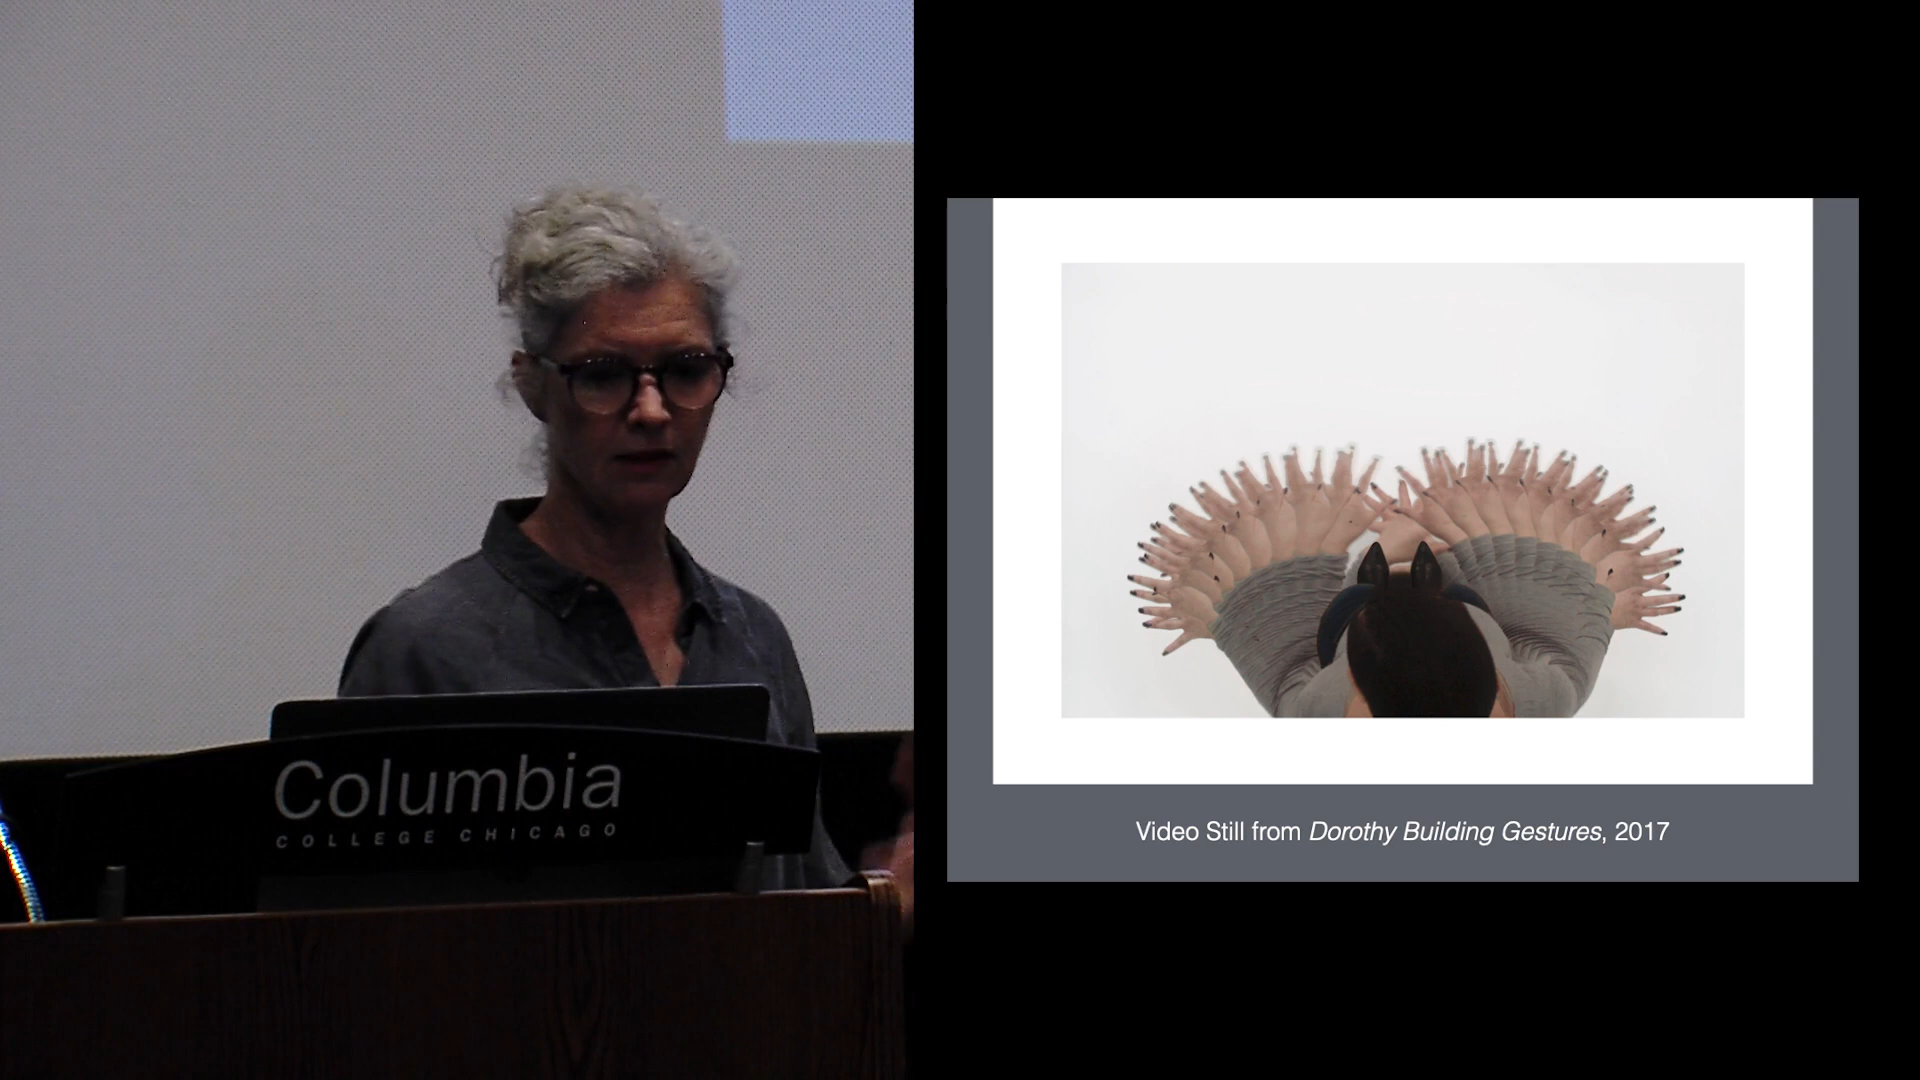 Columbia
COLLEGE CHICAGO
Video Still from Dorothy Building Gestures, 2017